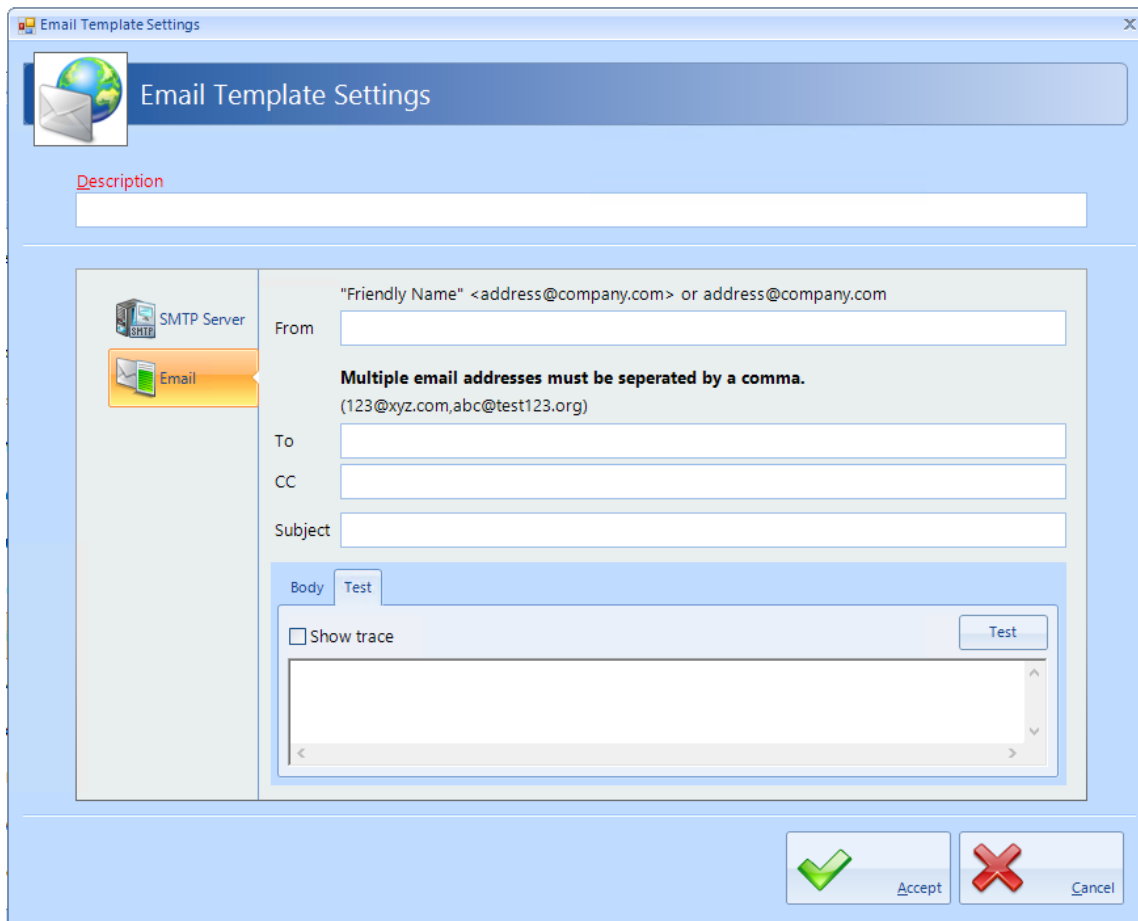 Email Template Settings
Email Template Settings
Description
SMTP
SMTP Server
Email
"Friendly Name" <address@company.com> or address@company.com
From
Multiple email addresses must be seperated by a comma.
(123@xyz.com,abc@test123.org)
To
CC
Subject
Body Test
Show trace
Test
Accept
Cancel